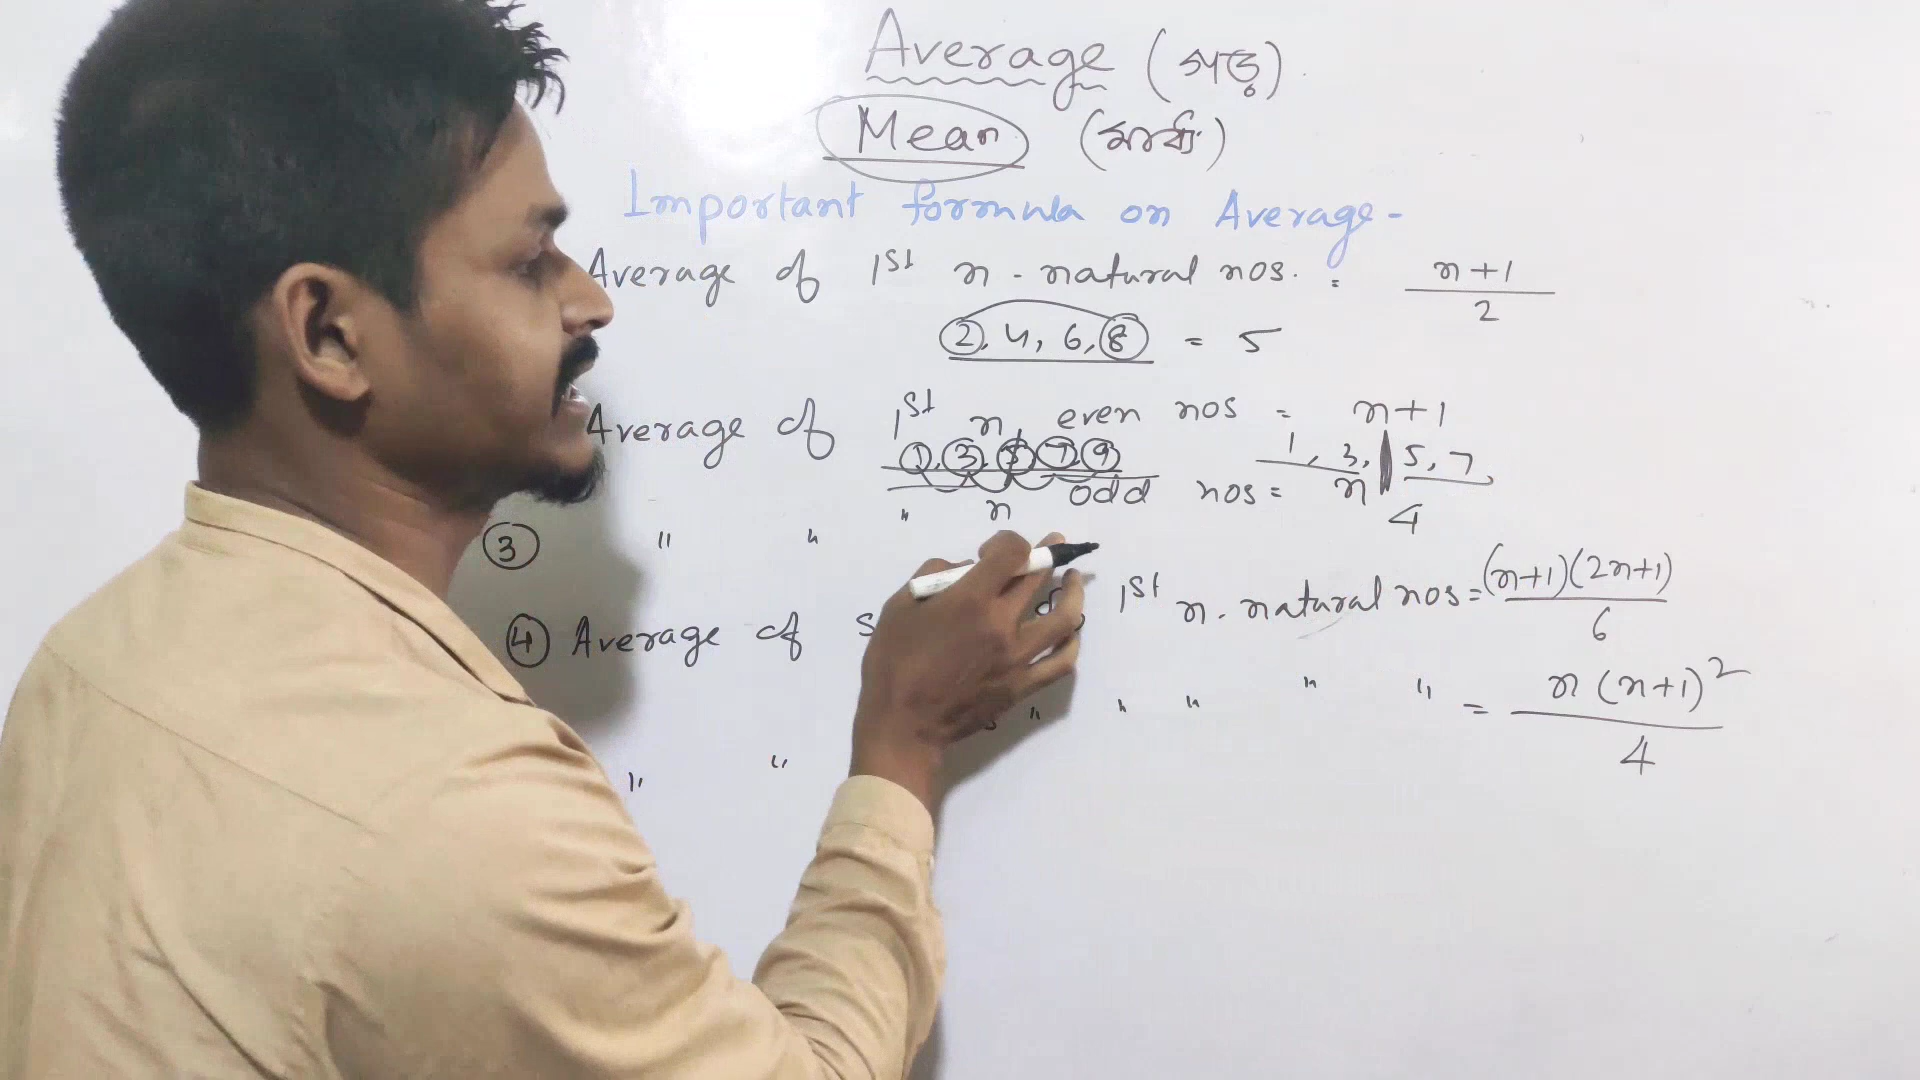 Average (গড়)
Mean (মধ্য)
Important formula on Average -
Average of 1st n - natural nos. = n+1 / 2
2, 4, 6, 8 = 5
Average of 1st n even nos = n+1
1, 3, 5, 7, 9 1, 3, 5, 7,
③ " " " n odd nos = n 4
④ Average of 1st n. natural nos = (n+1)(2n+1) / 6
" " " " " " " = n(n+1)2 / 4